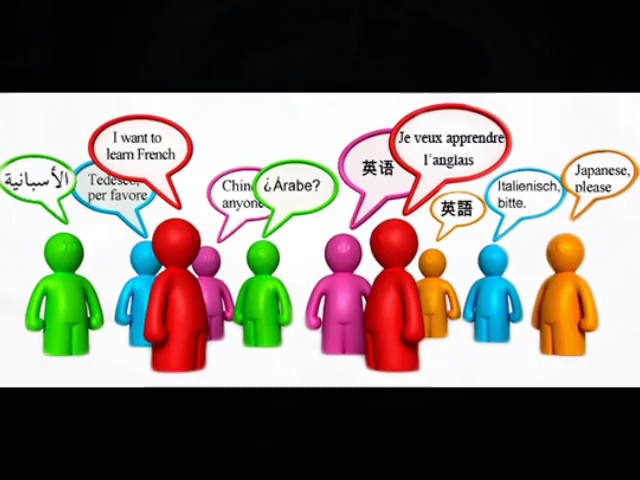 الأسبانية
Tedesco,
per favore
I want to
learn French
anyone
¿Árabe?
英语
Je veux apprendre
l'anglais
英語
Italienisch,
bitte.
Japanese,
please